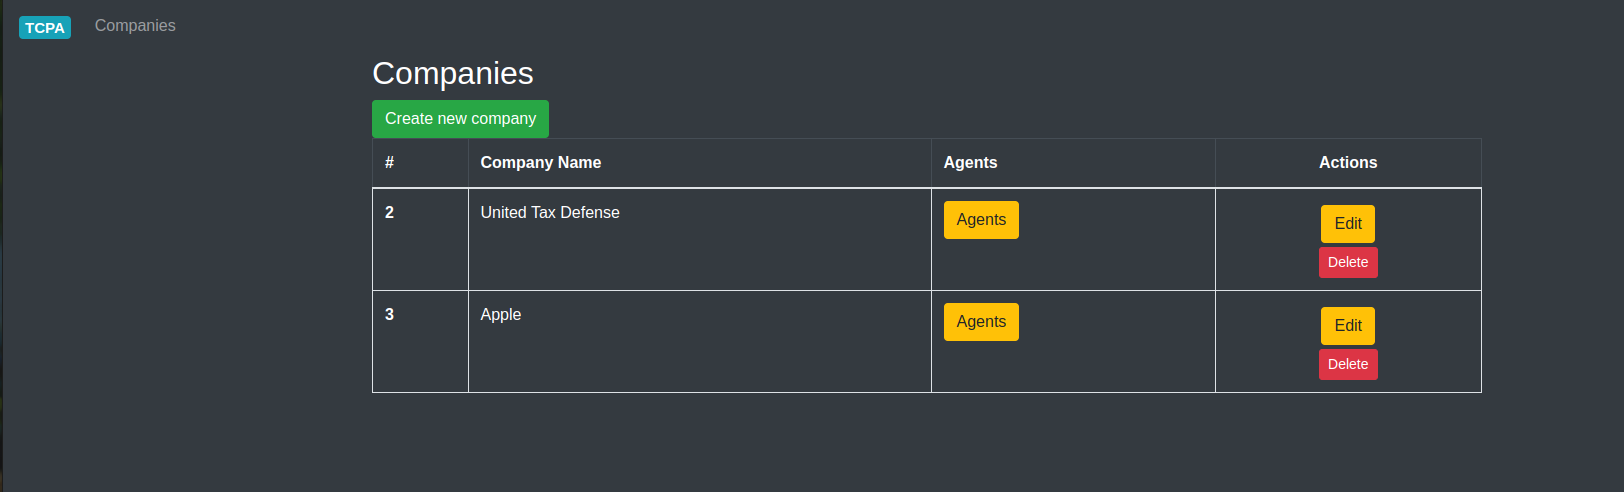 TCPA Companies
Companies
Create new company
# Company Name Agents Actions
2 United Tax Defense Agents Edit
Delete
3 Apple Agents Edit
Delete